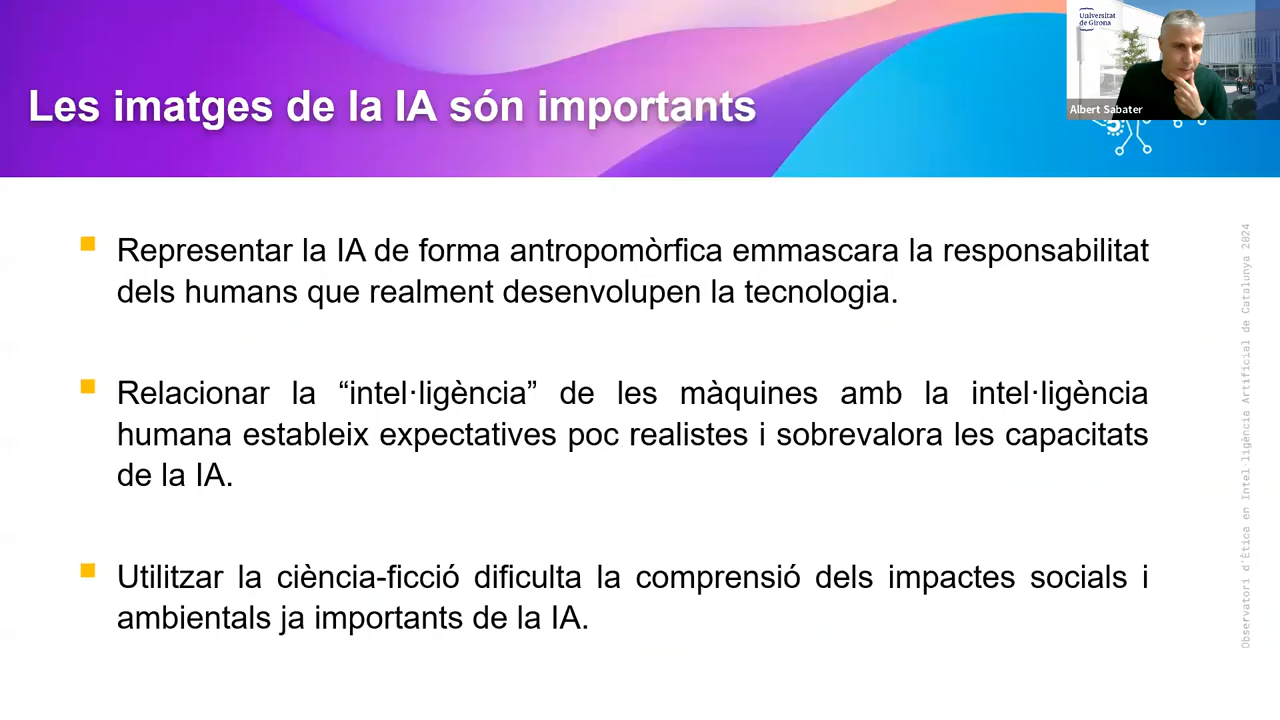 Universitat
de Girona
Albert Sabater
Les imatges de la IA són importants
Representar la IA de forma antropomòrfica emmascara la responsabilitat
dels humans que realment desenvolupen la tecnologia.
Relacionar la “intel·ligència” de les màquines amb la intel·ligència
humana estableix expectatives poc realistes i sobrevalora les capacitats
de la IA.
Utilitzar la ciència-ficció dificulta la comprensió dels impactes socials i
ambientals ja importants de la IA.
Observatori d'Ètica en Intel·ligència Artificial de Catalunya 2024